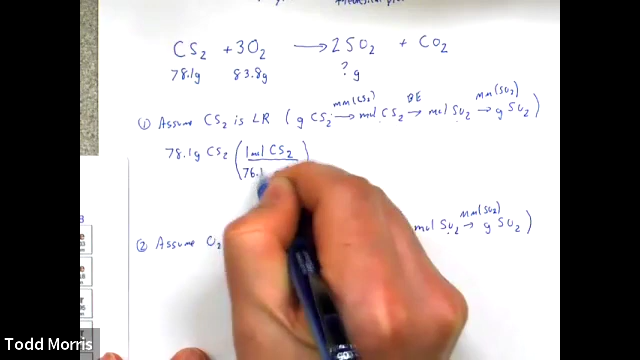 CS2 + 3O2 → 2SO2 + CO2
78.1g 83.8g ? g
① Assume CS2 is LR ( g CS2 mm(CS2) → mol CS2 BE → mol SO2 mm(SO2) → g SO2 )
78.1g CS2 ( 1 mol CS2 )
76.1
② Assume O2 mol SO2 mm(SO2) → g SO2 )
Todd Morris